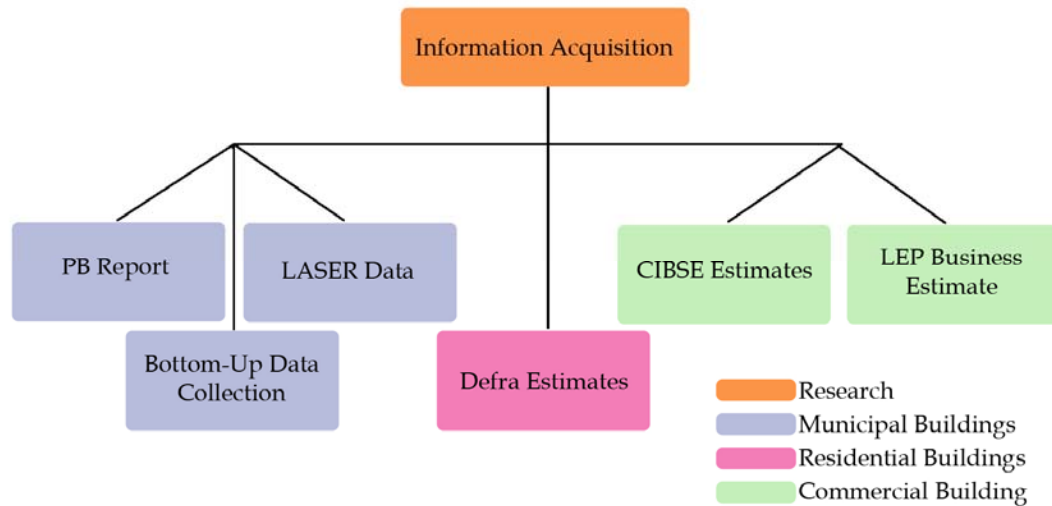 Information Acquisition
PB Report
LASER Data
CIBSE Estimates
LEP Business
Estimate
Bottom-Up Data
Collection
Defra Estimates
Research
Municipal Buildings
Residential Buildings
Commercial Building